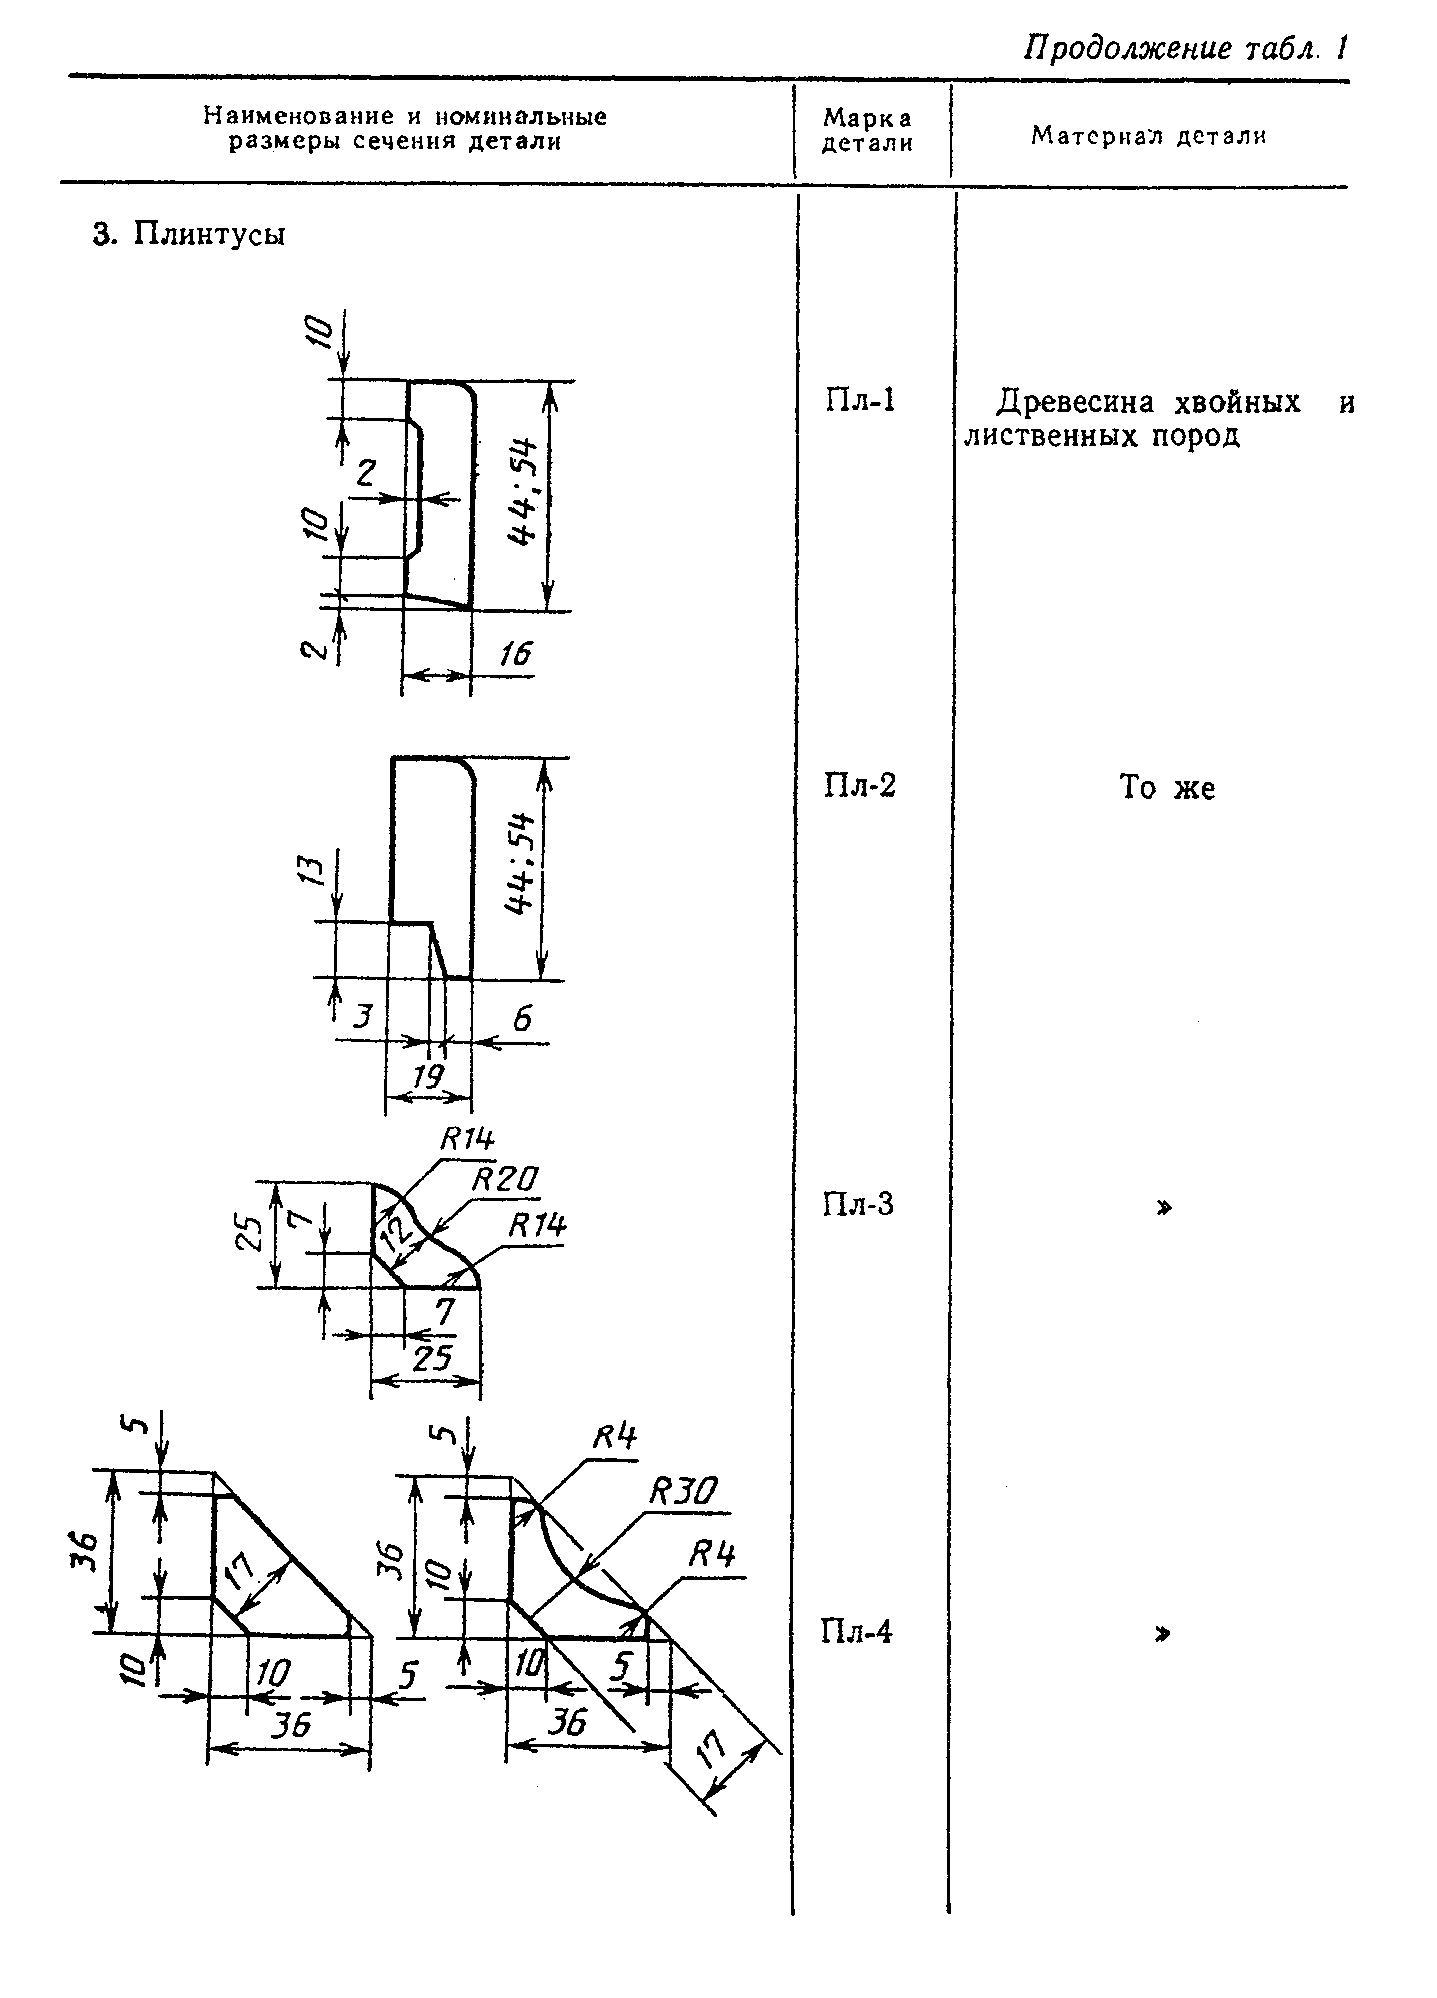 Продолжение табл. 1
Наименование и номинальные
размеры сечения детали
Марка
детали
Материал детали
3. Плинтусы
10
2
10
2
44; 54
16
Пл-1
Древесина хвойных и
лиственных пород
13
44; 54
3
6
19
Пл-2
То же
R14
R20
R14
25
7
12
7
25
Пл-3
»
5
36
17
10
10
5
36
5
R4
R30
R4
36
10
10
5
36
17
Пл-4
»